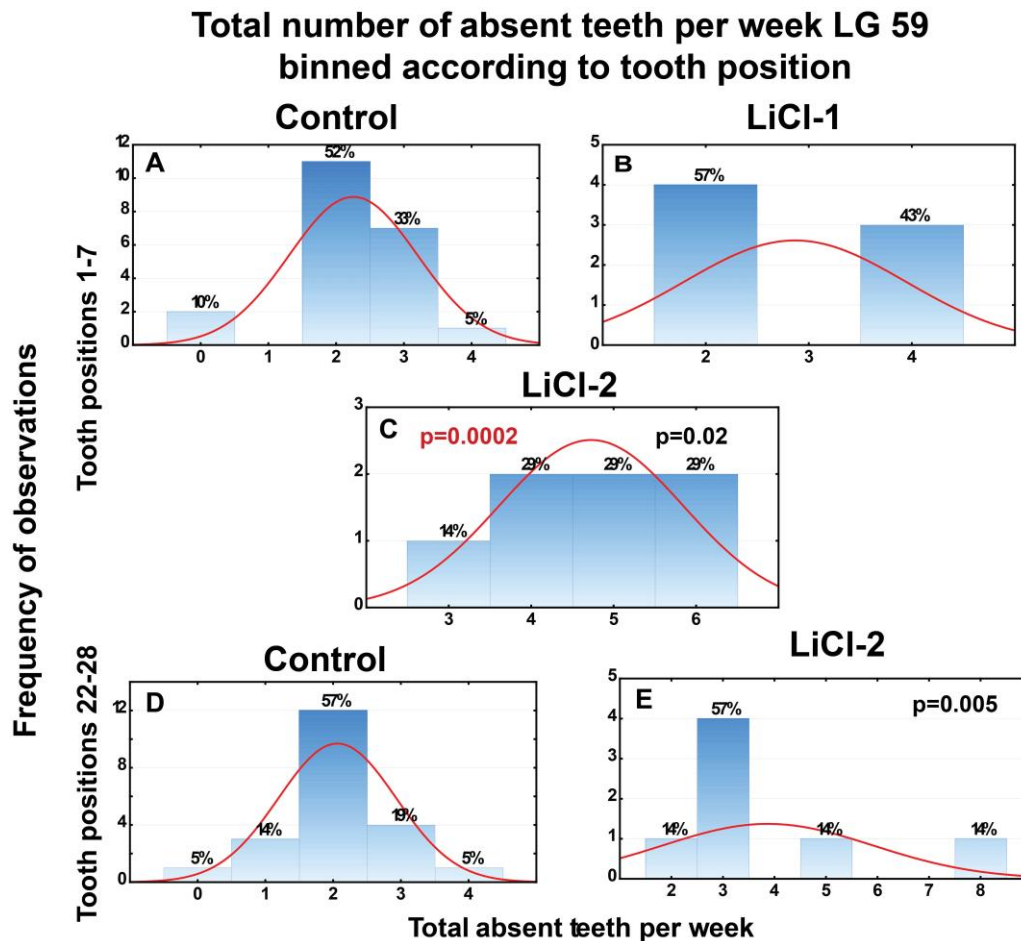 Total number of absent teeth per week LG 59
binned according to tooth position
Control
LiCl-1
A
12
10
8
6
4
2
0
10%
52%
33%
5%
0 1 2 3 4
B
5
4
3
2
1
0
57%
43%
2 3 4
Tooth positions 1-7
LiCl-2
C
p=0.0002
p=0.02
3
2
1
0
14%
29%
29%
29%
3 4 5 6
Frequency of observations
Control
LiCl-2
D
12
8
4
0
5%
14%
57%
19%
5%
0 1 2 3 4
E
p=0.005
5
4
3
2
1
0
14%
57%
14%
14%
2 3 4 5 6 7 8
Tooth positions 22-28
Total absent teeth per week